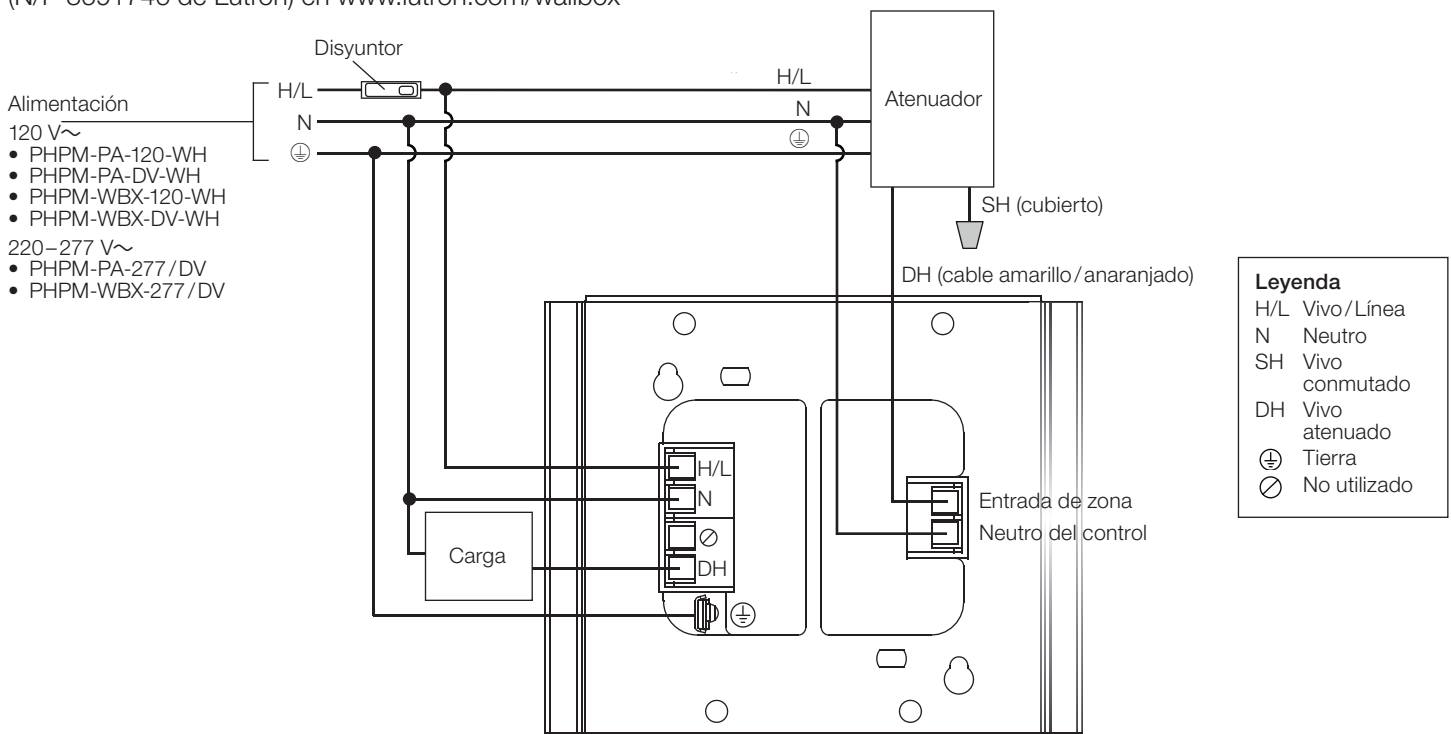 Disyuntor
H/L
H/L
Alimentación
N
N
Atenuador
120 V~
• PHPM-PA-120-WH
• PHPM-PA-DV-WH
• PHPM-WBX-120-WH
• PHPM-WBX-DV-WH
220–277 V~
• PHPM-PA-277/DV
• PHPM-WBX-277/DV
SH (cubierto)
DH (cable amarillo/anaranjado)
Leyenda
H/L Vivo/Línea
N Neutro
SH Vivo
conmutado
DH Vivo
atenuado
Tierra
No utilizado
H/L
N
DH
Carga
Entrada de zona
Neutro del control